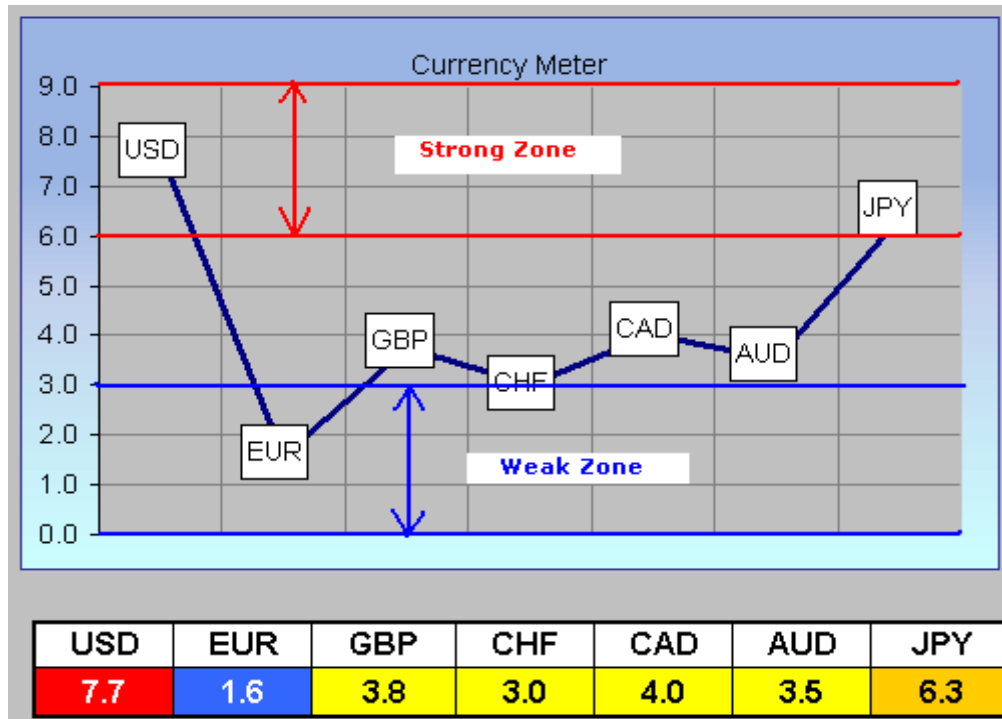 Currency Meter
9.0
8.0
7.0
6.0
5.0
4.0
3.0
2.0
1.0
0.0
USD
Strong Zone
JPY
CAD
GBP
AUD
CHF
EUR
Weak Zone
USD EUR GBP CHF CAD AUD JPY
7.7 1.6 3.8 3.0 4.0 3.5 6.3